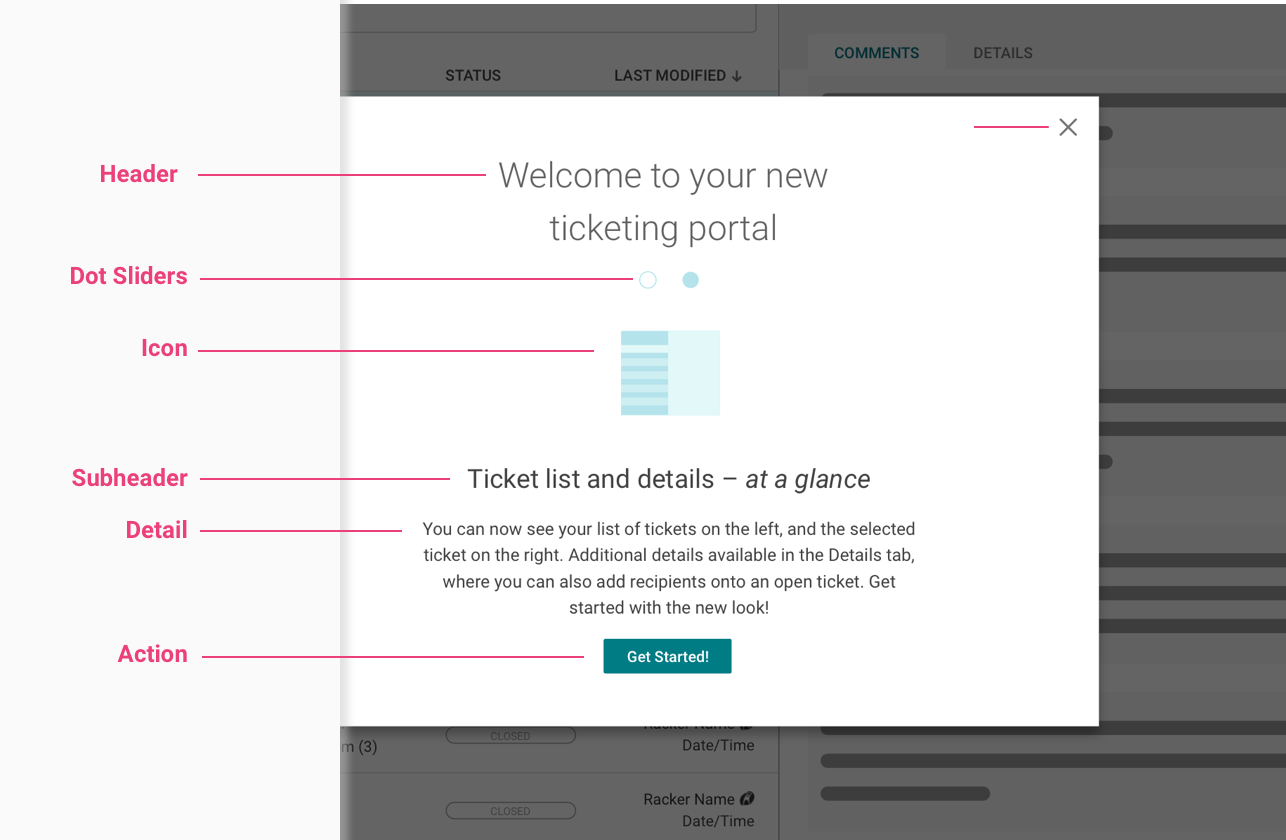 COMMENTS
DETAILS
STATUS
LAST MODIFIED
Header
Welcome to your new
ticketing portal
Dot Sliders
Icon
Subheader
Ticket list and details – at a glance
Detail
You can now see your list of tickets on the left, and the selected
ticket on the right. Additional details available in the Details tab,
where you can also add recipients onto an open ticket. Get
started with the new look!
Action
Get Started!
Racker Name
CLOSED
m (3)
Date/Time
Racker Name
CLOSED
Date/Time